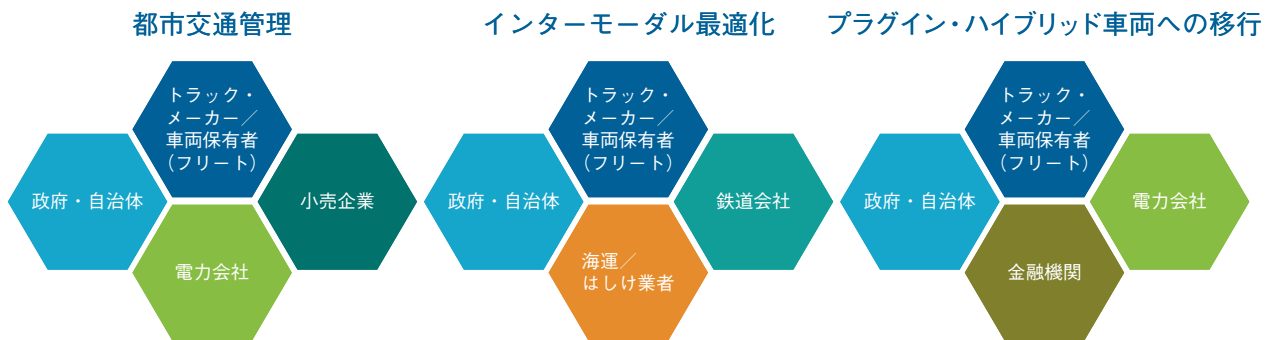 都市交通管理
トラック・
メーカー／
車両保有者
（フリート）
政府・自治体
小売企業
電力会社
インターモーダル最適化
トラック・
メーカー／
車両保有者
（フリート）
政府・自治体
鉄道会社
海運／
はしけ業者
プラグイン・ハイブリッド車両への移行
トラック・
メーカー／
車両保有者
（フリート）
政府・自治体
電力会社
金融機関